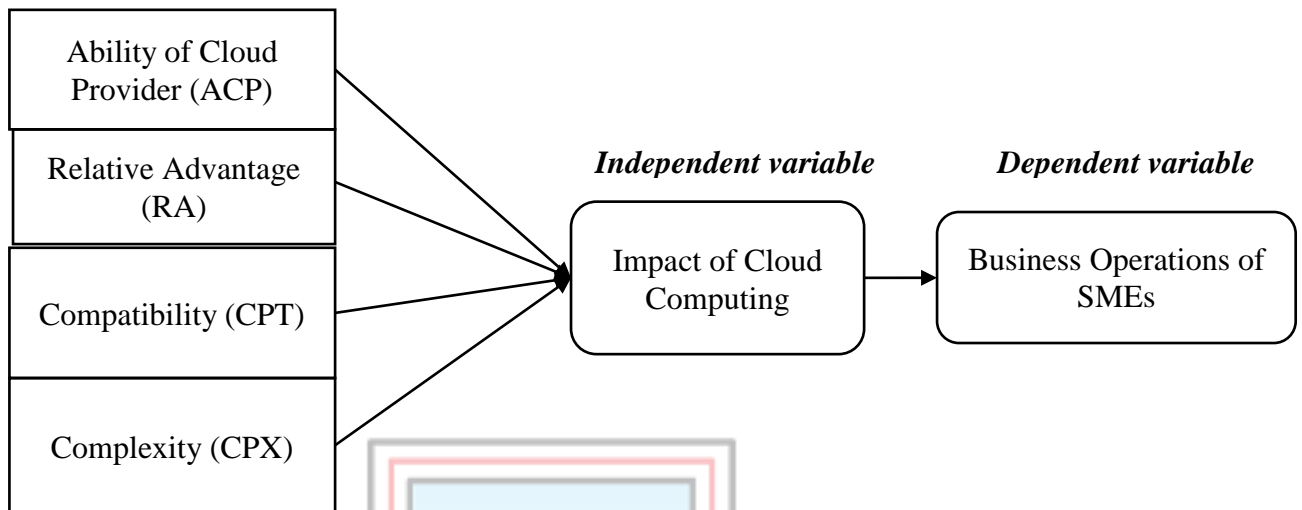 Ability of Cloud
Provider (ACP)
Relative Advantage
(RA)
Compatibility (CPT)
Complexity (CPX)
Independent variable
Impact of Cloud
Computing
Dependent variable
Business Operations of
SMEs